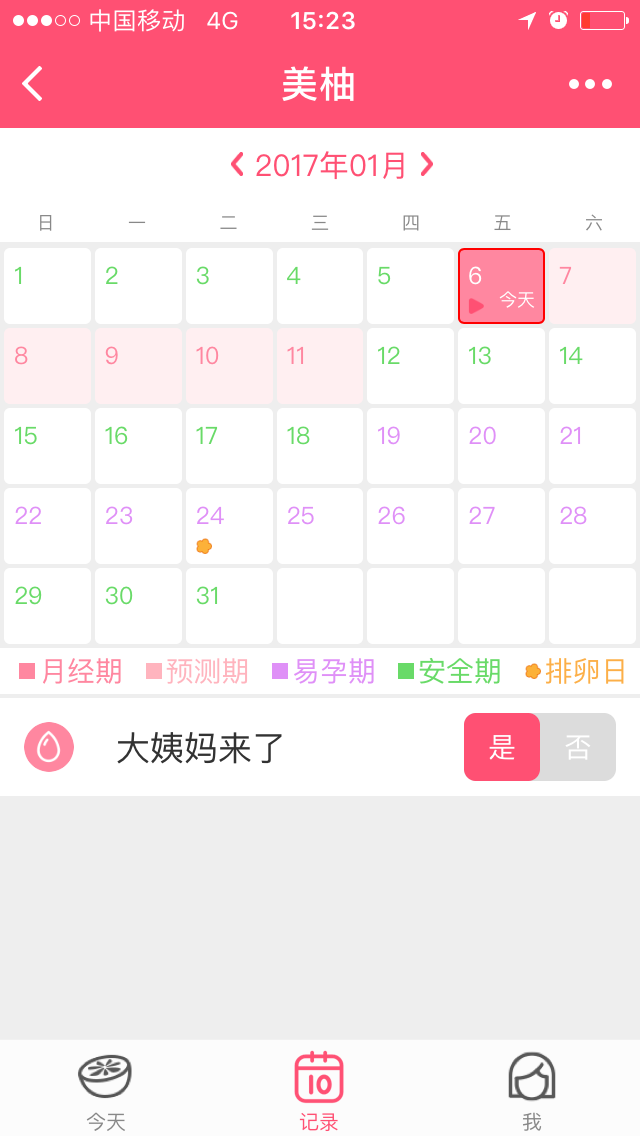 中国移动 4G 15:23
美柚
2017年01月
日 一 二 三 四 五 六
1 2 3 4 5 6 今天 7
8 9 10 11 12 13 14
15 16 17 18 19 20 21
22 23 24 25 26 27 28
29 30 31
月经期 预测期 易孕期 安全期 排卵日
大姨妈来了 是 否
10
今天 记录 我